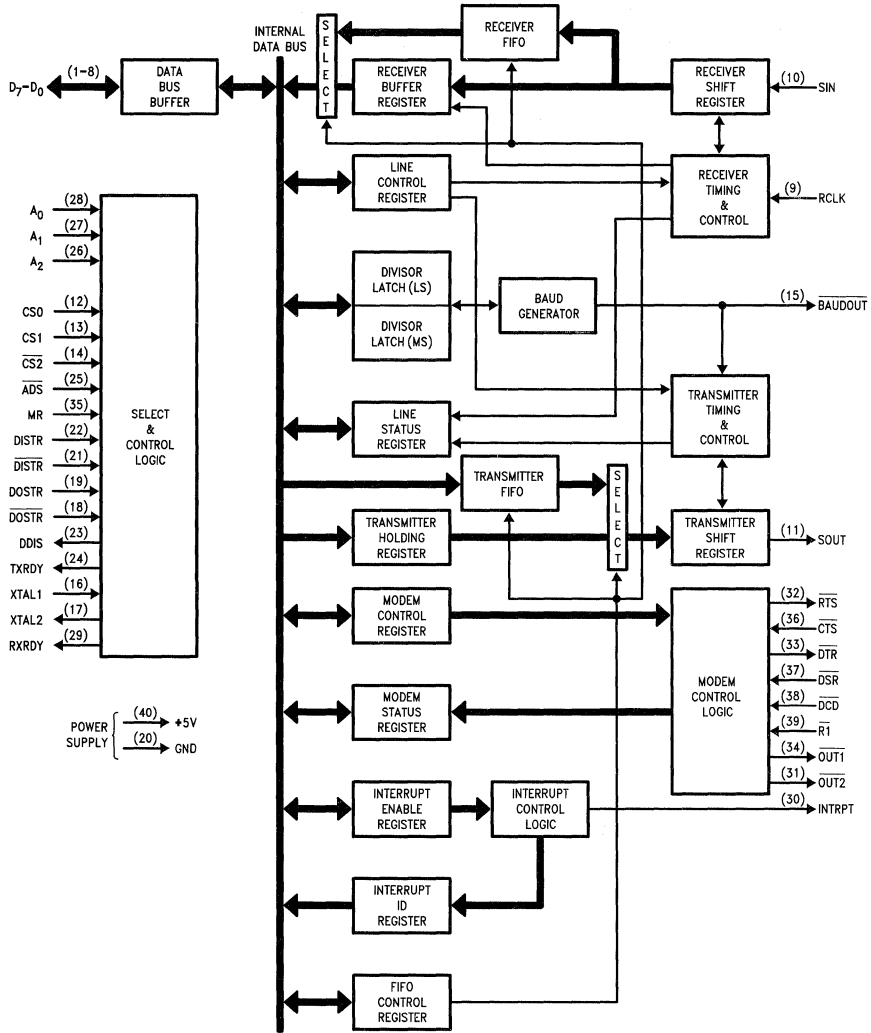 INTERNAL
DATA BUS
SELECT
RECEIVER
FIFO
D7-D0
(1-8)
DATA
BUS
BUFFER
RECEIVER
BUFFER
REGISTER
RECEIVER
SHIFT
REGISTER
(10)
SIN
LINE
CONTROL
REGISTER
RECEIVER
TIMING
&
CONTROL
(9)
RCLK
DIVISOR
LATCH (LS)
DIVISOR
LATCH (MS)
BAUD
GENERATOR
(15)
BAUDOUT
A0 (28)
A1 (27)
A2 (26)
CS0 (12)
CS1 (13)
CS2 (14)
ADS (25)
MR (35)
DISTR (22)
DISTR (21)
DOSTR (19)
DOSTR (18)
DDIS (23)
TXRDY (24)
XTAL1 (16)
XTAL2 (17)
RXRDY (29)
SELECT
&
CONTROL
LOGIC
LINE
STATUS
REGISTER
TRANSMITTER
TIMING
&
CONTROL
TRANSMITTER
FIFO
SELECT
TRANSMITTER
HOLDING
REGISTER
TRANSMITTER
SHIFT
REGISTER
(11)
SOUT
MODEM
CONTROL
REGISTER
MODEM
STATUS
REGISTER
MODEM
CONTROL
LOGIC
(32) RTS
(36) CTS
(33) DTR
(37) DSR
(38) DCD
(39) R1
(34) OUT1
(31) OUT2
(30) INTRPT
POWER
SUPPLY
(40) +5V
(20) GND
INTERRUPT
ENABLE
REGISTER
INTERRUPT
CONTROL
LOGIC
INTERRUPT
ID
REGISTER
FIFO
CONTROL
REGISTER